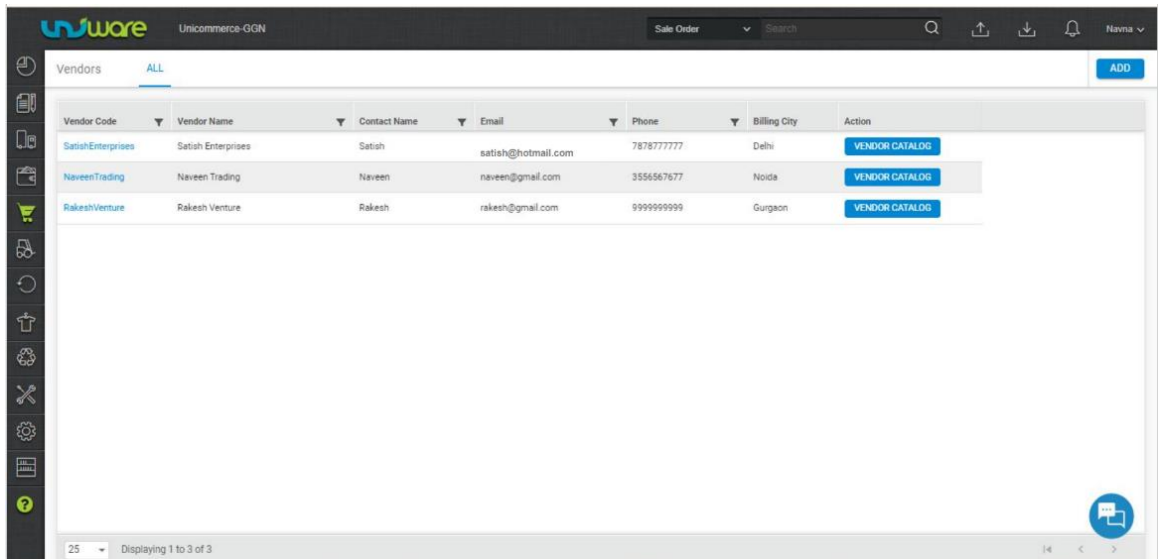 uniware Unicommerce-GGN Sale Order Search Navna
Vendors ALL ADD
Vendor Code Vendor Name Contact Name Email Phone Billing City Action
SatishEnterprises Satish Enterprises Satish satish@hotmail.com 7878777777 Delhi VENDOR CATALOG
NaveenTrading Naveen Trading Naveen naveen@gmail.com 3556567677 Noida VENDOR CATALOG
RakeshVenture Rakesh Venture Rakesh rakesh@gmail.com 9999999999 Gurgaon VENDOR CATALOG
?
25 Displaying 1 to 3 of 3